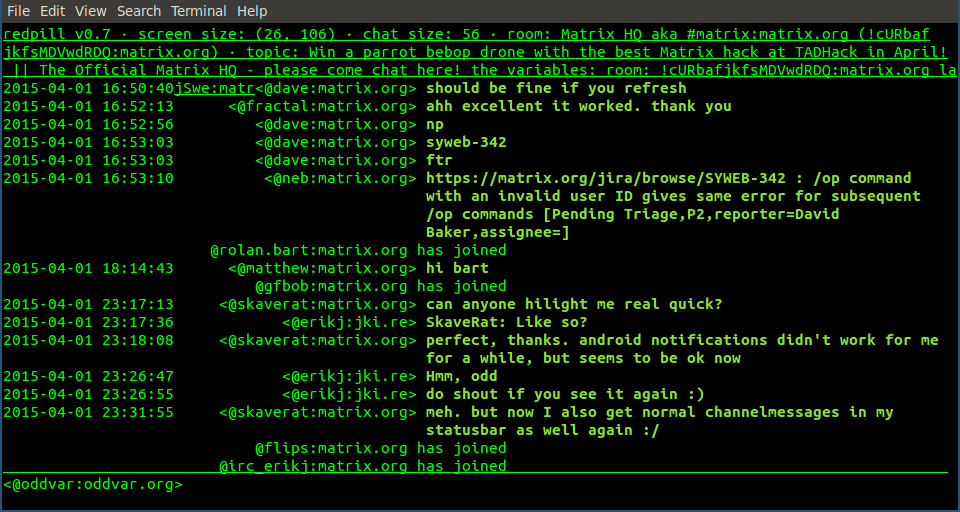 File Edit View Search Terminal Help
redpill v0.7 · screen size: (26, 106) · chat size: 56 · room: Matrix HQ aka #matrix:matrix.org (!cURbaf
jkfsMDVwdRDQ:matrix.org) · topic: Win a parrot bebop drone with the best Matrix hack at TADHack in April!
|| The Official Matrix HQ - please come chat here! the variables: room: !cURbafjkfsMDVwdRDQ:matrix.org la
2015-04-01 16:50:40jSwe:matr<@dave:matrix.org> should be fine if you refresh
2015-04-01 16:52:13 <@fractal:matrix.org> ahh excellent it worked. thank you
2015-04-01 16:52:56 <@dave:matrix.org> np
2015-04-01 16:53:03 <@dave:matrix.org> syweb-342
2015-04-01 16:53:03 <@dave:matrix.org> ftr
2015-04-01 16:53:10 <@neb:matrix.org> https://matrix.org/jira/browse/SYWEB-342 : /op command
with an invalid user ID gives same error for subsequent
/op commands [Pending Triage,P2,reporter=David
Baker,assignee=]
@rolan.bart:matrix.org has joined
2015-04-01 18:14:43 <@matthew:matrix.org> hi bart
@gfbob:matrix.org has joined
2015-04-01 23:17:13 <@skaverat:matrix.org> can anyone hilight me real quick?
2015-04-01 23:17:36 <@erikj:jki.re> SkaveRat: Like so?
2015-04-01 23:18:08 <@skaverat:matrix.org> perfect, thanks. android notifications didn't work for me
for a while, but seems to be ok now
2015-04-01 23:26:47 <@erikj:jki.re> Hmm, odd
2015-04-01 23:26:55 <@erikj:jki.re> do shout if you see it again :)
2015-04-01 23:31:55 <@skaverat:matrix.org> meh. but now I also get normal channelmessages in my
statusbar as well again :/
@flips:matrix.org has joined
@irc_erikj:matrix.org has joined
<@oddvar:oddvar.org>